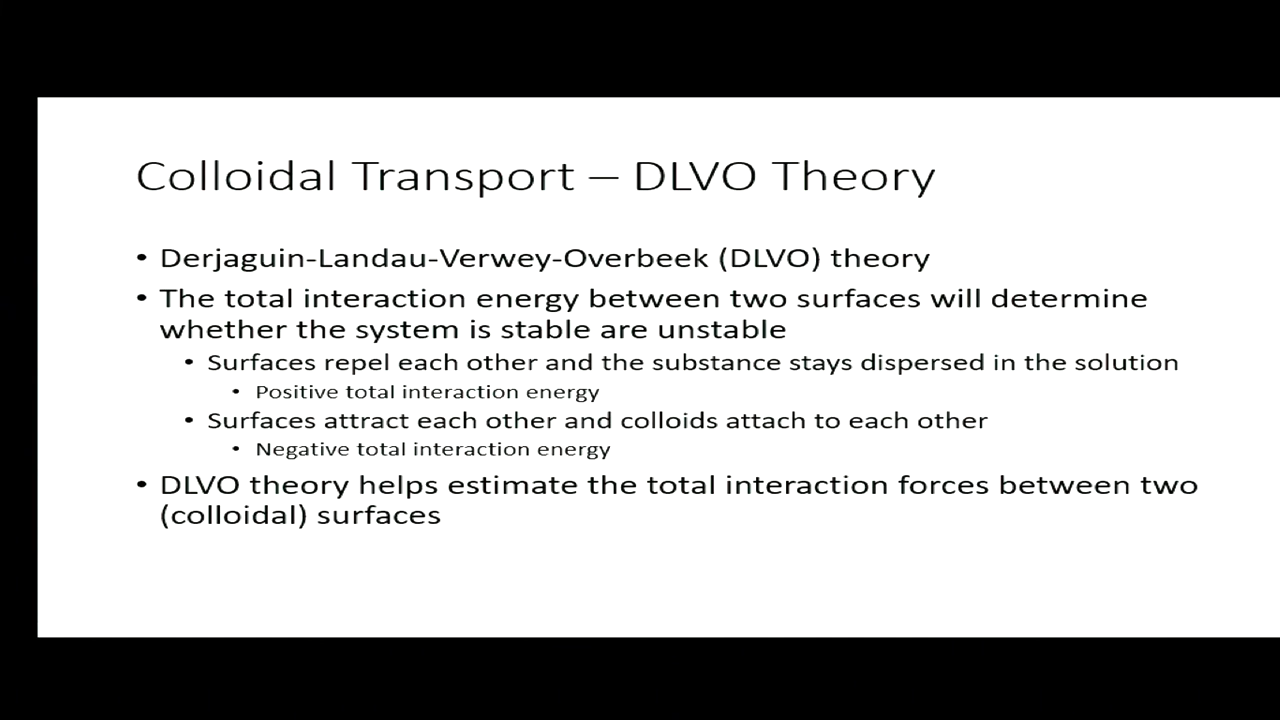 Colloidal Transport – DLVO Theory
• Derjaguin-Landau-Verwey-Overbeek (DLVO) theory
• The total interaction energy between two surfaces will determine
whether the system is stable are unstable
• Surfaces repel each other and the substance stays dispersed in the solution
• Positive total interaction energy
• Surfaces attract each other and colloids attach to each other
• Negative total interaction energy
• DLVO theory helps estimate the total interaction forces between two
(colloidal) surfaces